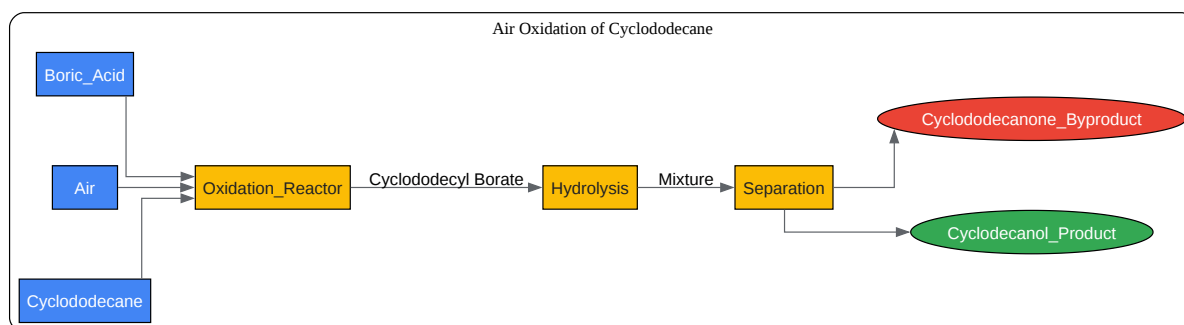 Air Oxidation of Cyclododecane
Boric_Acid
Air
Cyclododecane
Oxidation_Reactor
Cyclododecyl Borate
Hydrolysis
Mixture
Separation
Cyclododecanone_Byproduct
Cyclodecanol_Product